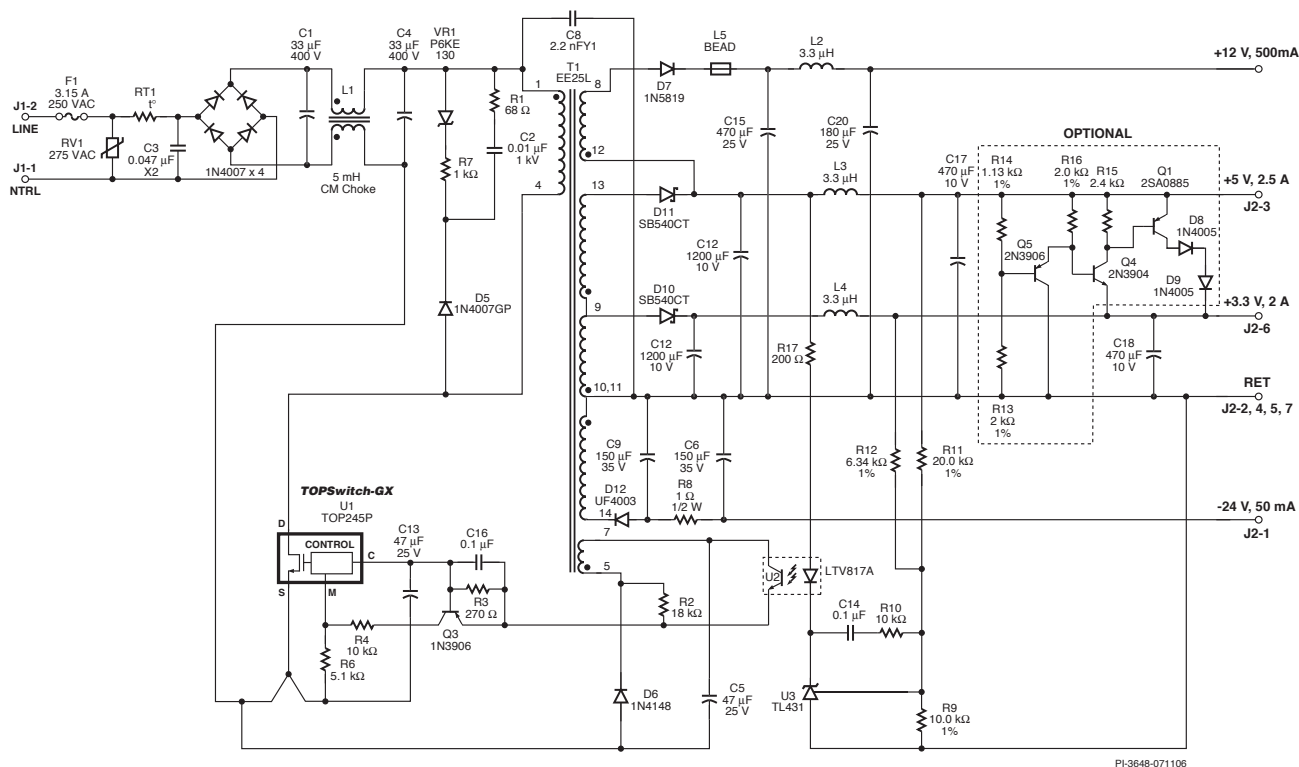 C1
33 µF
400 V
C4
33 µF
400 V
VR1
P6KE
130
C8
2.2 nFY1
T1
EE25L
L5
BEAD
L2
3.3 µH
+12 V, 500mA
F1
3.15 A
250 VAC
J1-2
LINE
RT1
t°
L1
1
8
D7
1N5819
R1
68 Ω
C2
0.01 µF
1 kV
RV1
275 VAC
C3
0.047 µF
X2
J1-1
NTRL
1N4007 x 4
5 mH
CM Choke
R7
1 kΩ
4
12
13
C15
470 µF
25 V
C20
180 µF
25 V
L3
3.3 µH
C17
470 µF
10 V
OPTIONAL
R14
1.13 kΩ
1%
R16
2.0 kΩ
1%
R15
2.4 kΩ
Q1
2SA0885
+5 V, 2.5 A
J2-3
D11
SB540CT
C12
1200 µF
10 V
Q5
2N3906
D8
1N4005
Q4
2N3904
D9
1N4005
D5
1N4007GP
D10
SB540CT
9
L4
3.3 µH
+3.3 V, 2 A
J2-6
C12
1200 µF
10 V
R17
200 Ω
C18
470 µF
10 V
10,11
RET
J2-2, 4, 5, 7
R13
2 kΩ
1%
C9
150 µF
35 V
C6
150 µF
35 V
R12
6.34 kΩ
1%
R11
20.0 kΩ
1%
TOPSwitch-GX
U1
TOP245P
D12
UF4003
R8
1 Ω
1/2 W
14
-24 V, 50 mA
J2-1
D
CONTROL
C
S
M
C13
47 µF
25 V
C16
0.1 µF
7
5
U2
LTV817A
R3
270 Ω
R2
18 kΩ
C14
0.1 µF
R10
10 kΩ
R4
10 kΩ
Q3
1N3906
R6
5.1 kΩ
D6
1N4148
C5
47 µF
25 V
U3
TL431
R9
10.0 kΩ
1%
PI-3648-071106